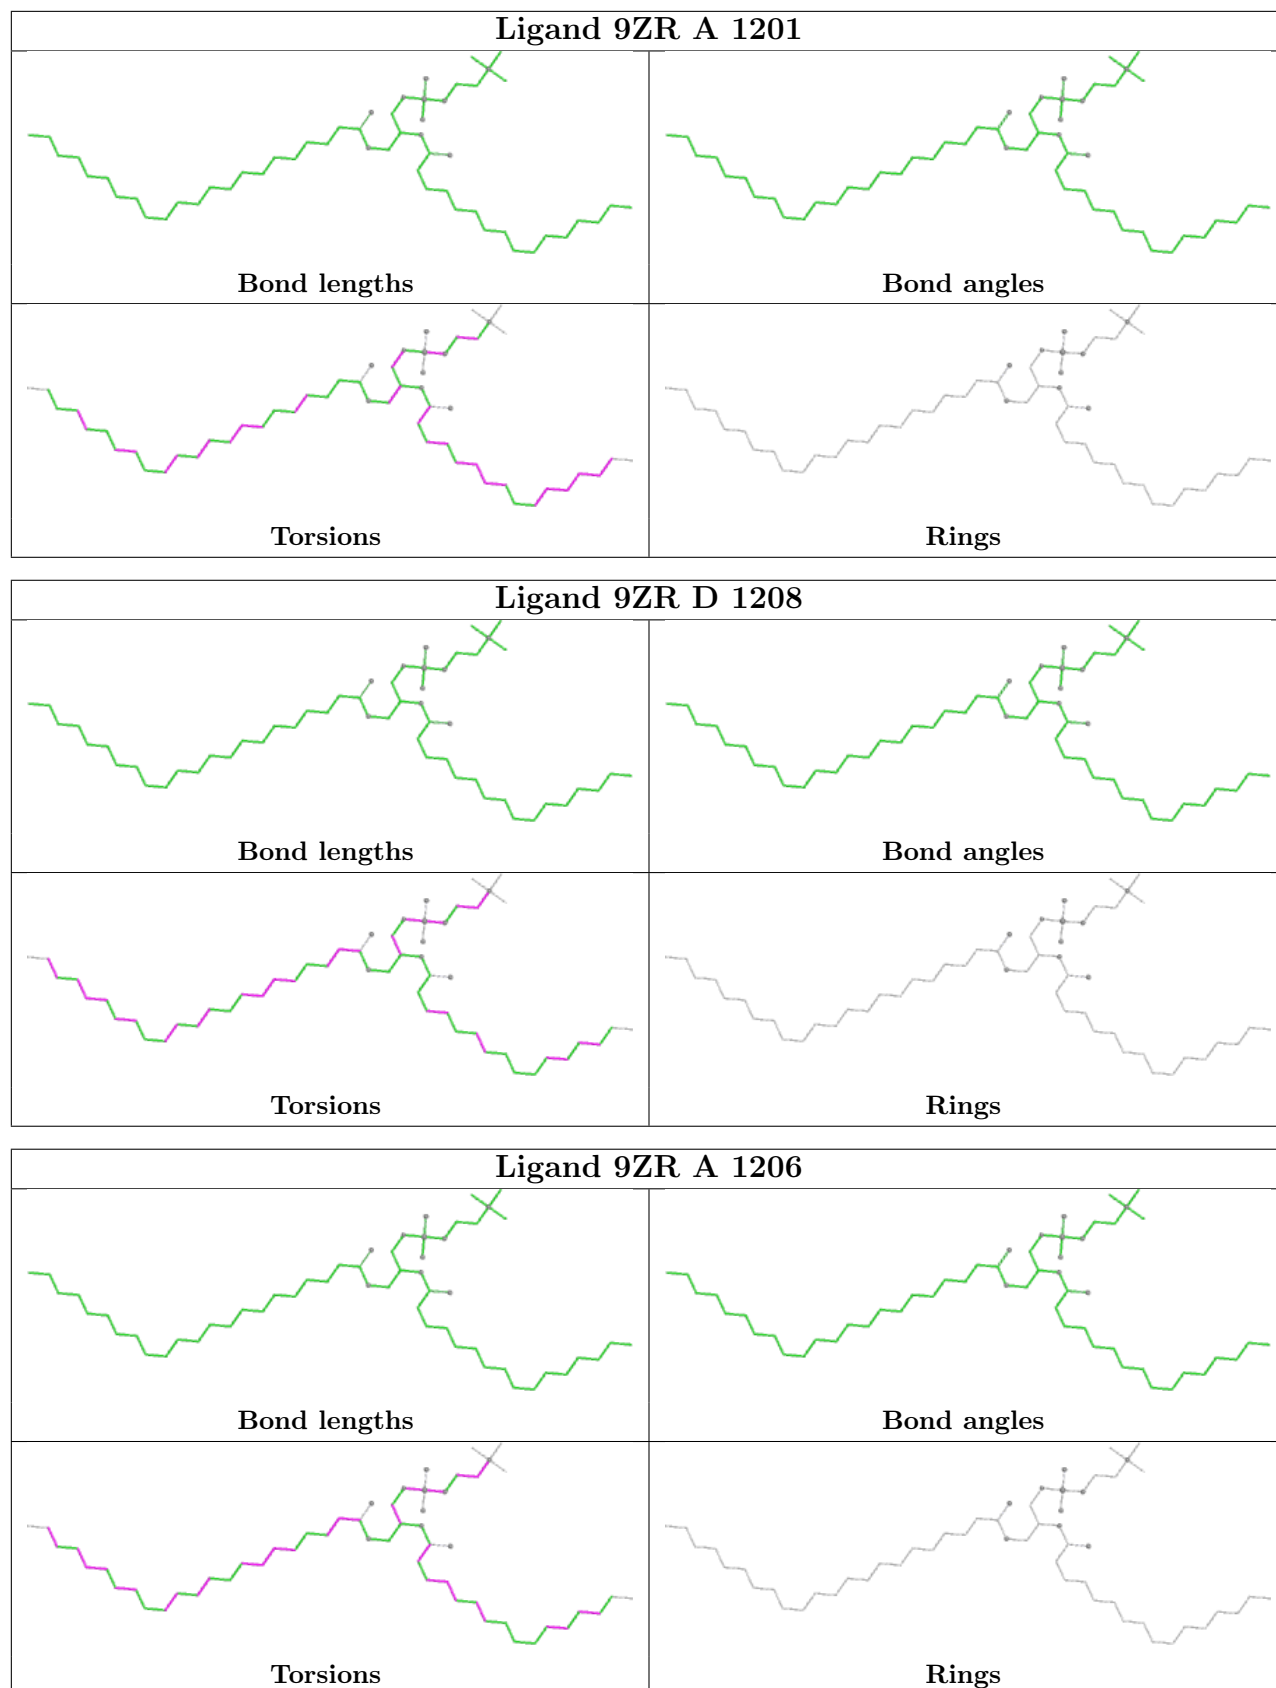 Ligand 9ZR A 1201
Bond lengths
Bond angles
Torsions
Rings
Ligand 9ZR D 1208
Bond lengths
Bond angles
Torsions
Rings
Ligand 9ZR A 1206
Bond lengths
Bond angles
Torsions
Rings